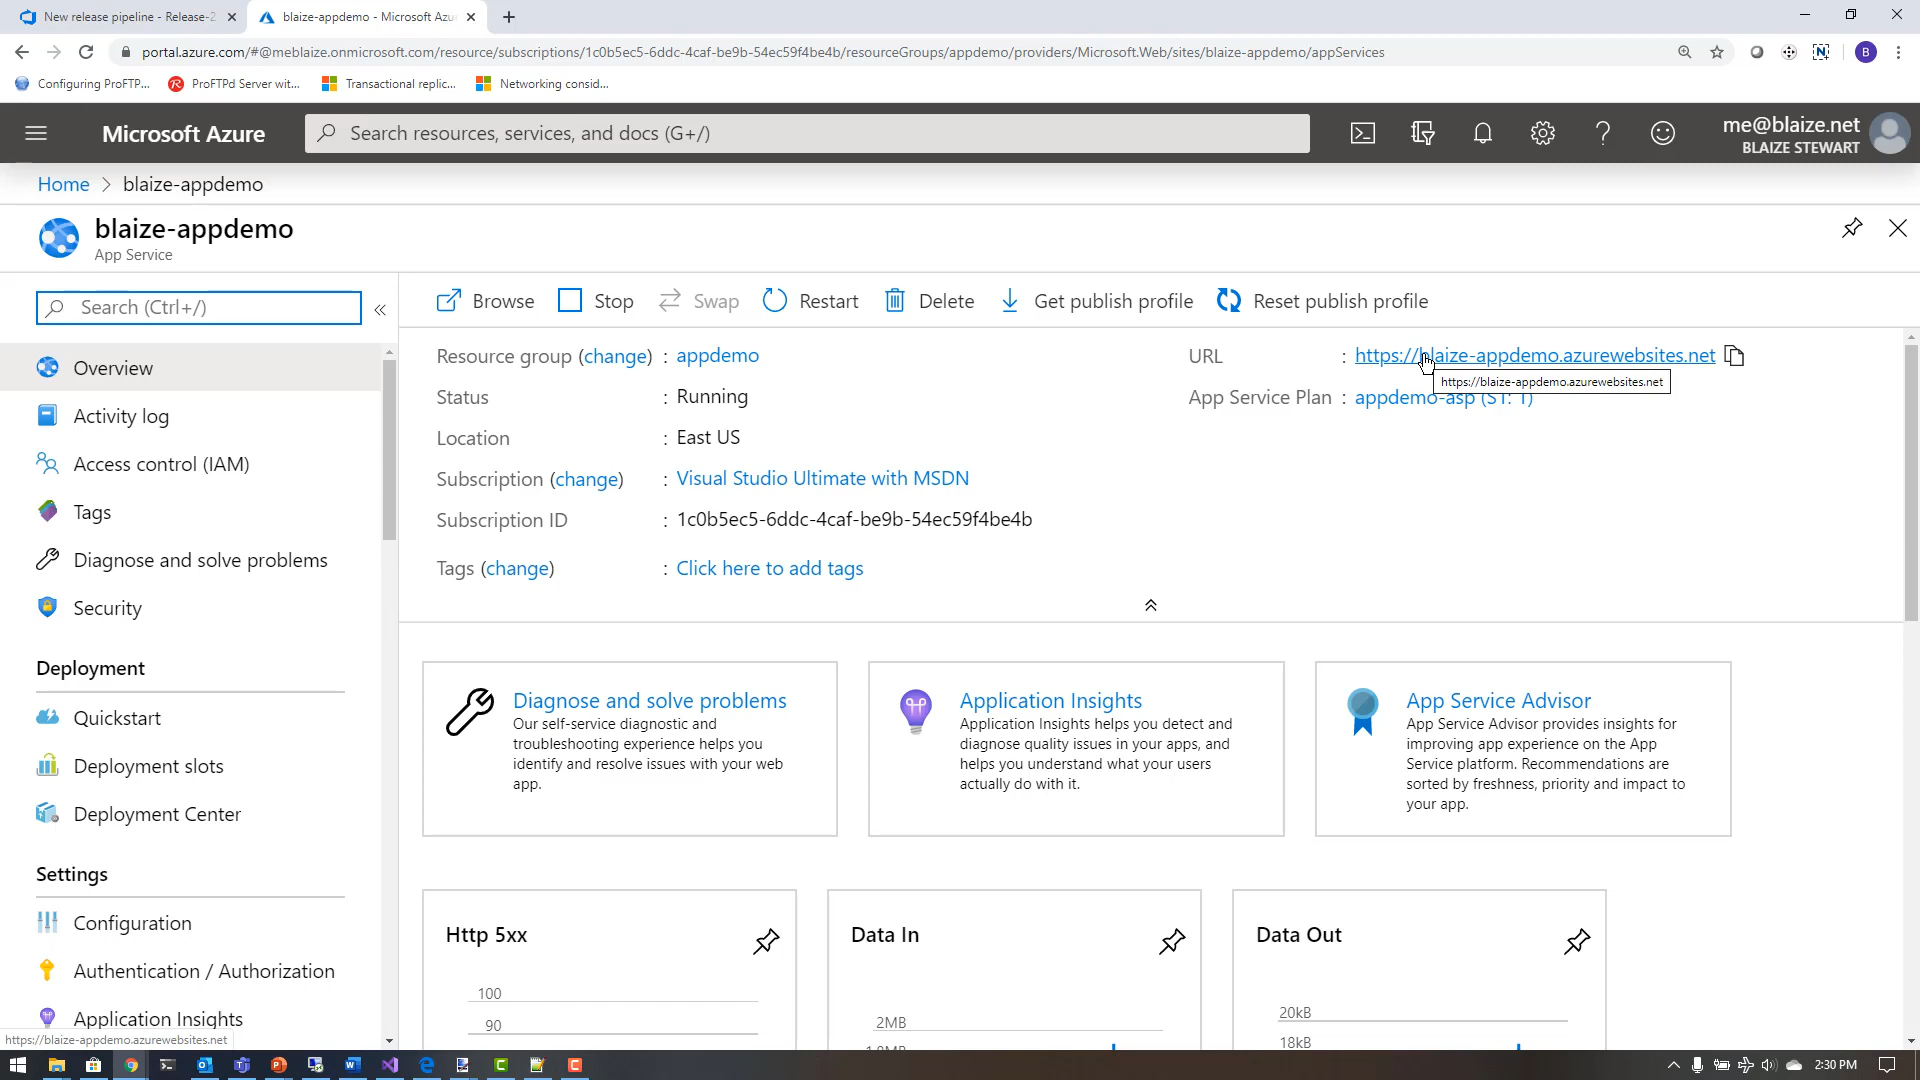 New release pipeline - Release-2
blaize-appdemo - Microsoft Azu
portal.azure.com/#@meblaize.onmicrosoft.com/resource/subscriptions/1c0b5ec5-6ddc-4caf-be9b-54ec59f4be4b/resourceGroups/appdemo/providers/Microsoft.Web/sites/blaize-appdemo/appServices
B
Configuring ProFTP...
ProFTPd Server wit...
Transactional replic...
Networking consid...
Microsoft Azure
Search resources, services, and docs (G+/)
me@blaize.net
BLAIZE STEWART
Home > blaize-appdemo
blaize-appdemo
App Service
Search (Ctrl+/)
Browse
Stop
Swap
Restart
Delete
Get publish profile
Reset publish profile
Overview
Activity log
Access control (IAM)
Tags
Diagnose and solve problems
Security
Deployment
Quickstart
Deployment slots
Deployment Center
Settings
Configuration
Authentication / Authorization
Application Insights
Resource group (change) : appdemo
Status : Running
Location : East US
Subscription (change) : Visual Studio Ultimate with MSDN
Subscription ID : 1c0b5ec5-6ddc-4caf-be9b-54ec59f4be4b
Tags (change) : Click here to add tags
URL : https://blaize-appdemo.azurewebsites.net
https://blaize-appdemo.azurewebsites.net
App Service Plan : appdemo-asp (S1: 1)
Diagnose and solve problems
Our self-service diagnostic and
troubleshooting experience helps you
identify and resolve issues with your web
app.
Application Insights
Application Insights helps you detect and
diagnose quality issues in your apps, and
helps you understand what your users
actually do with it.
App Service Advisor
App Service Advisor provides insights for
improving app experience on the App
Service platform. Recommendations are
sorted by freshness, priority and impact to
your app.
Http 5xx
100
90
Data In
2MB
Data Out
20kB
18kB
https://blaize-appdemo.azurewebsites.net
2:30 PM